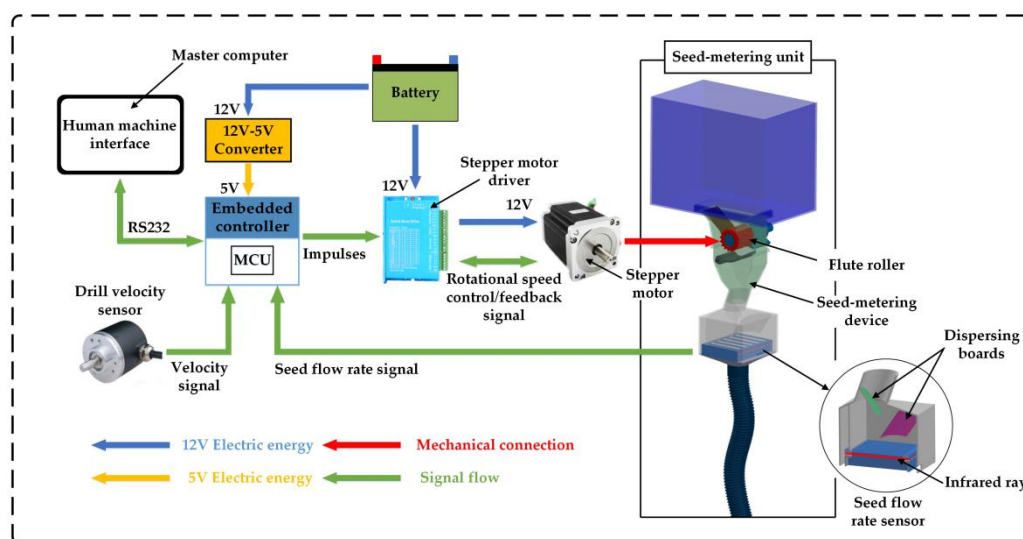 Master computer
Seed-metering unit
Human machine
interface
12V
12V-5V
Converter
5V
Battery
12V
Stepper motor
driver
12V
Embedded
controller
MCU
RS232
Impulses
Rotational speed
control/feedback
signal
Stepper
motor
Flute roller
Seed-metering
device
Dispersing
boards
Drill velocity
sensor
Velocity
signal
Seed flow rate signal
12V Electric energy
Mechanical connection
5V Electric energy
Signal flow
Infrared ray
Seed flow
rate sensor